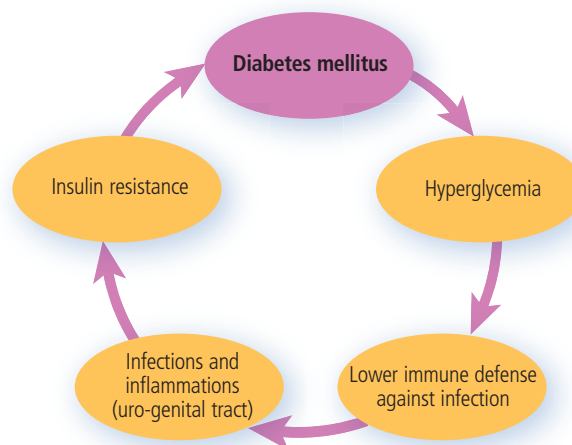 Diabetes mellitus
Hyperglycemia
Lower immune defense
against infection
Infections and
inflammations
(uro-genital tract)
Insulin resistance